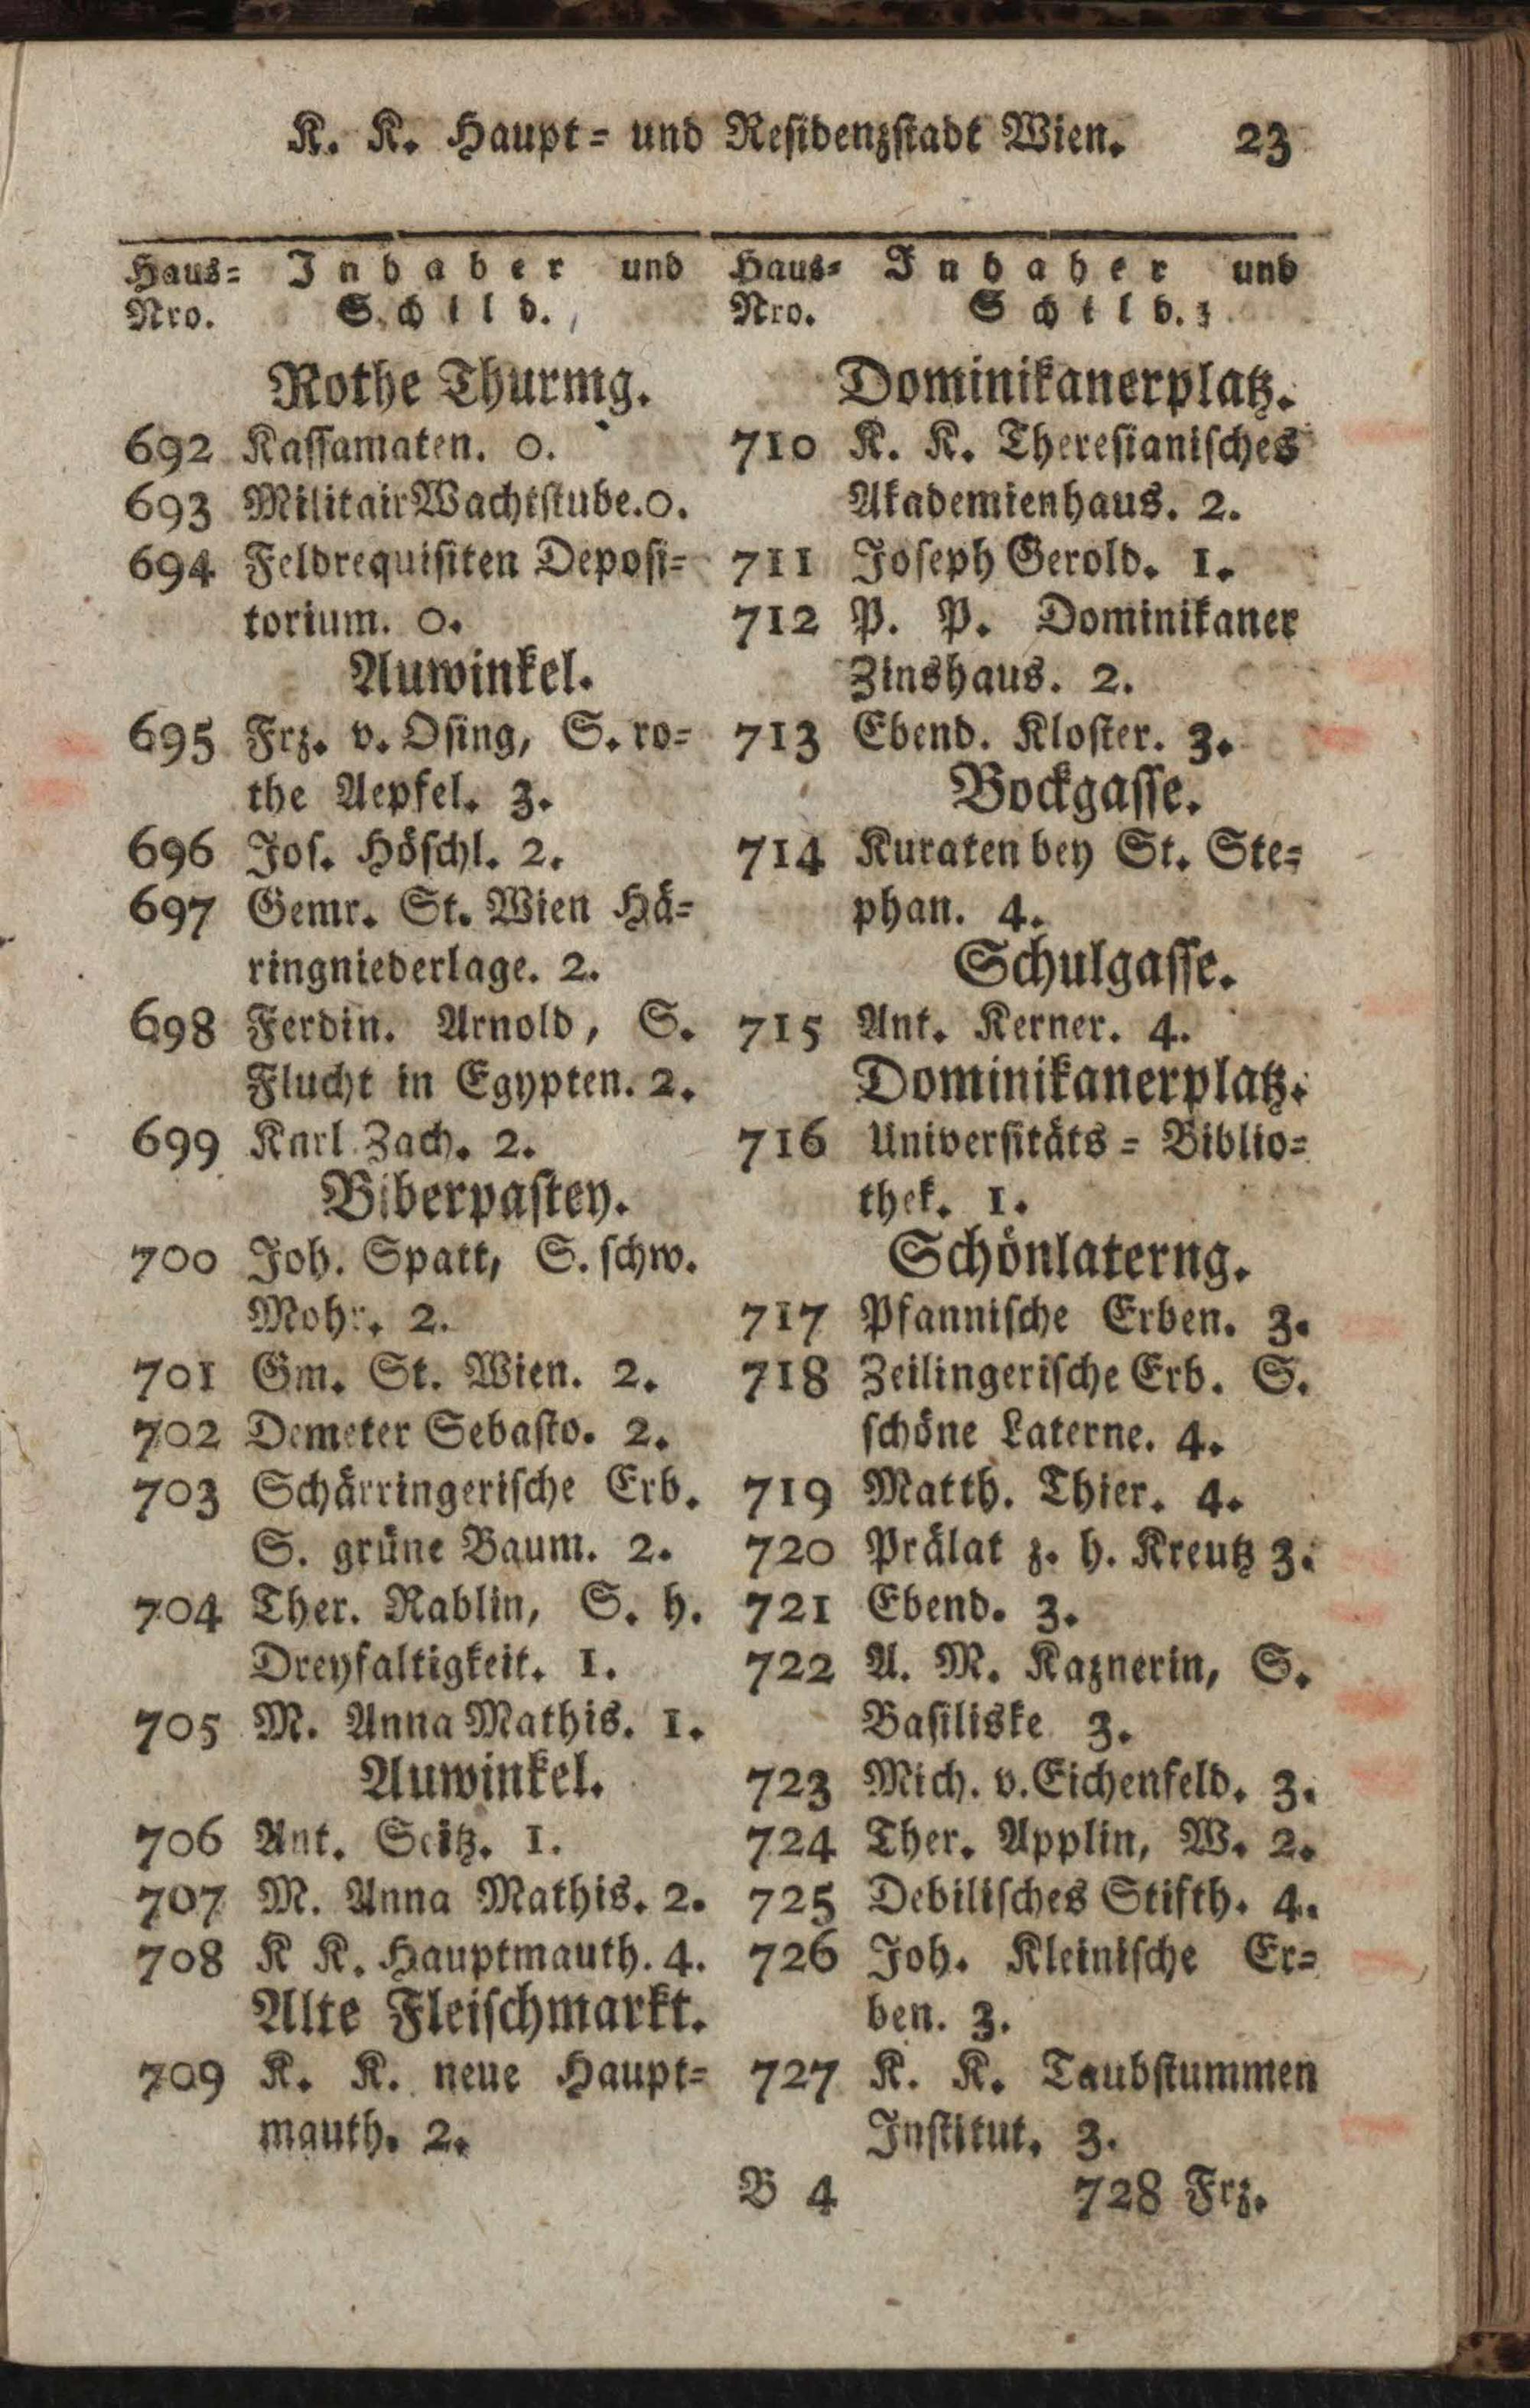 K. K. Haupt= und Residenzstadt Wien. 23
Haus= Inhaber und
Nro. Schild.
Rothe Thurmg.
692 Kassamaten. 0.
693 Militair Wachtstube. 0.
694 Feldrequisiten Deposi=
torium. 0.
Auwinkel.
695 Frz. v. Osing, S. ro=
the Aepfel. 3.
696 Jos. Höschl. 2.
697 Gemr. St. Wien Hä=
ringniederlage. 2.
698 Ferdin. Arnold, S.
Flucht in Egypten. 2.
699 Karl Zach. 2.
Biberpastey.
700 Joh. Spatt, S. schw.
Mohr. 2.
701 Gm. St. Wien. 2.
702 Demeter Sebasto. 2.
703 Schärringerische Erb.
S. grüne Baum. 2.
704 Ther. Rablin, S. h.
Dreyfaltigkeit. 1.
705 M. Anna Mathis. 1.
Auwinkel.
706 Ant. Seitz. 1.
707 M. Anna Mathis. 2.
708 K K. Hauptmauth. 4.
Alte Fleischmarkt.
709 K. K. neue Haupt=
mauth. 2.
Haus= Inhaber und
Nro. Schild.
Dominikanerplatz.
710 K. K. Theresianisches
Akademienhaus. 2.
711 Joseph Gerold. 1.
712 P. P. Dominikaner
Zinshaus. 2.
713 Ebend. Kloster. 3.
Bockgasse.
714 Kuraten bey St. Ste=
phan. 4.
Schulgasse.
715 Ant. Kerner. 4.
Dominikanerplatz.
716 Universitäts = Biblio=
thek. 1.
Schönlaterng.
717 Pfannische Erben. 3.
718 Zeilingerische Erb. S.
schöne Laterne. 4.
719 Matth. Thier. 4.
720 Prälat z. h. Kreutz 3.
721 Ebend. 3.
722 A. M. Kaznerin, S.
Basiliske 3.
723 Mich. v. Eichenfeld. 3.
724 Ther. Applin, W. 2.
725 Debilisches Stifth. 4.
726 Joh. Kleinische Er=
ben. 3.
727 K. K. Taubstummen
Institut. 3.
B 4 728 Frz.